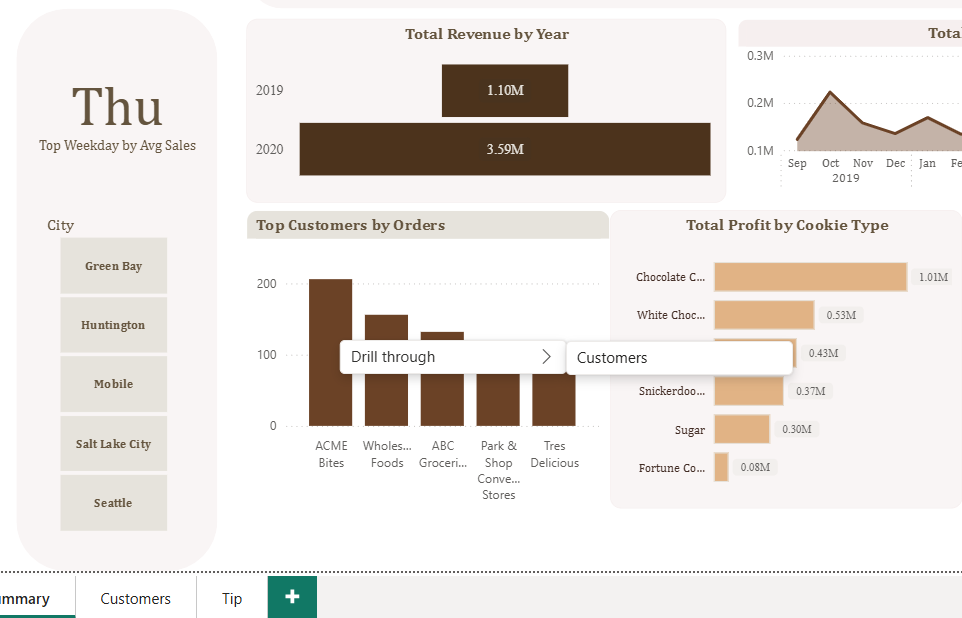 Thu
Top Weekday by Avg Sales
City
Green Bay
Huntington
Mobile
Salt Lake City
Seattle
Total Revenue by Year
2019
1.10M
2020
3.59M
0.3M
0.2M
0.1M
Sep Oct Nov Dec Jan
2019
Top Customers by Orders
200
100
0
ACME
Bites
Wholes...
Foods
ABC
Groceri...
Park &
Shop
Conve...
Stores
Tres
Delicious
Drill through
Customers
Total Profit by Cookie Type
Chocolate C...
1.01M
White Choc...
0.53M
0.43M
Snickerdoo...
0.37M
Sugar
0.30M
Fortune Co...
0.08M
Customers
Tip
+